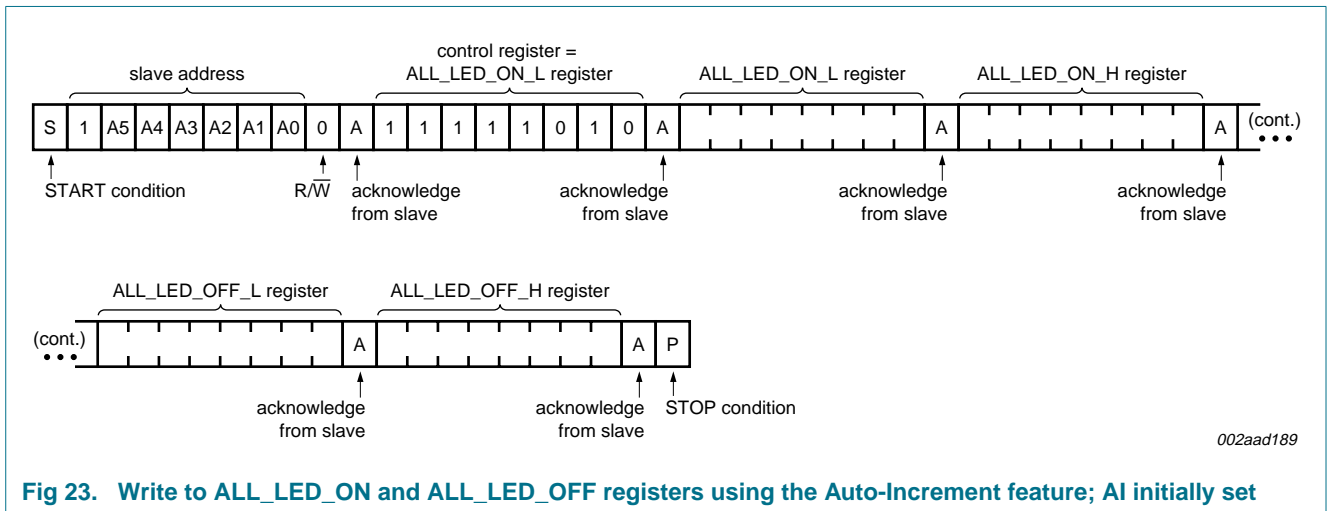 control register =
slave address ALL_LED_ON_L register ALL_LED_ON_L register ALL_LED_ON_H register
S 1 A5 A4 A3 A2 A1 A0 0 A 1 1 1 1 1 0 1 0 A A A (cont.)
START condition R/W̅ acknowledge from slave acknowledge from slave acknowledge from slave acknowledge from slave
ALL_LED_OFF_L register ALL_LED_OFF_H register
(cont.) A A P
acknowledge from slave acknowledge from slave STOP condition
002aad189
Fig 23. Write to ALL_LED_ON and ALL_LED_OFF registers using the Auto-Increment feature; AI initially set